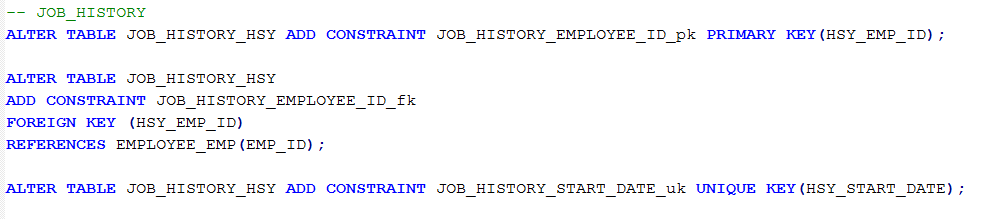 -- JOB_HISTORY
ALTER TABLE JOB_HISTORY_HSY ADD CONSTRAINT JOB_HISTORY_EMPLOYEE_ID_pk PRIMARY KEY(HSY_EMP_ID);
ALTER TABLE JOB_HISTORY_HSY
ADD CONSTRAINT JOB_HISTORY_EMPLOYEE_ID_fk
FOREIGN KEY (HSY_EMP_ID)
REFERENCES EMPLOYEE_EMP(EMP_ID);
ALTER TABLE JOB_HISTORY_HSY ADD CONSTRAINT JOB_HISTORY_START_DATE_uk UNIQUE KEY(HSY_START_DATE);